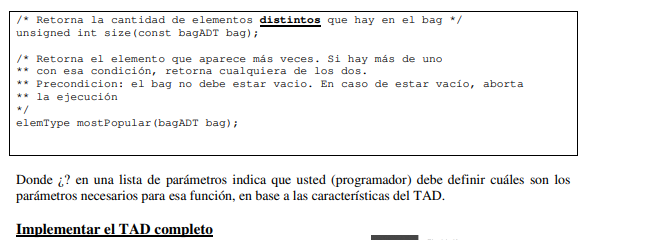 /* Retorna la cantidad de elementos distintos que hay en el bag */
unsigned int size(const bagADT bag);
/* Retorna el elemento que aparece más veces. Si hay más de uno
** con esa condición, retorna cualquiera de los dos.
** Precondicion: el bag no debe estar vacio. En caso de estar vacío, aborta
** la ejecución
*/
elemType mostPopular(bagADT bag);
Donde ¿? en una lista de parámetros indica que usted (programador) debe definir cuáles son los
parámetros necesarios para esa función, en base a las características del TAD.
Implementar el TAD completo